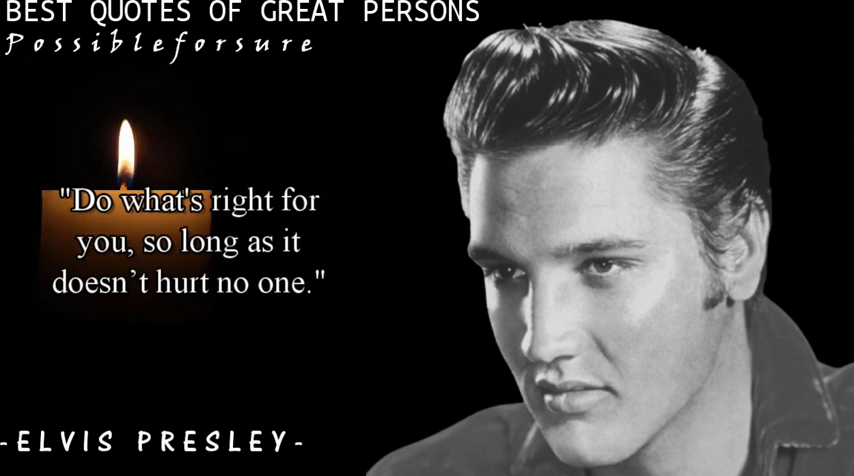 BEST QUOTES OF GREAT PERSONS
Possibleforsure
"Do what's right for
you, so long as it
doesn’t hurt no one."
-ELVIS PRESLEY-